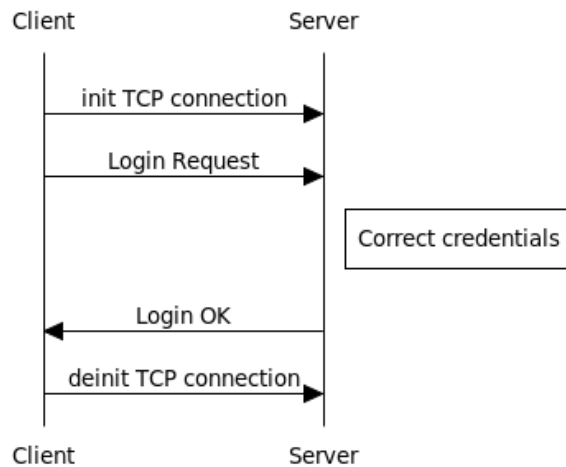 Client
Server
init TCP connection
Login Request
Correct credentials
Login OK
deinit TCP connection
Client
Server